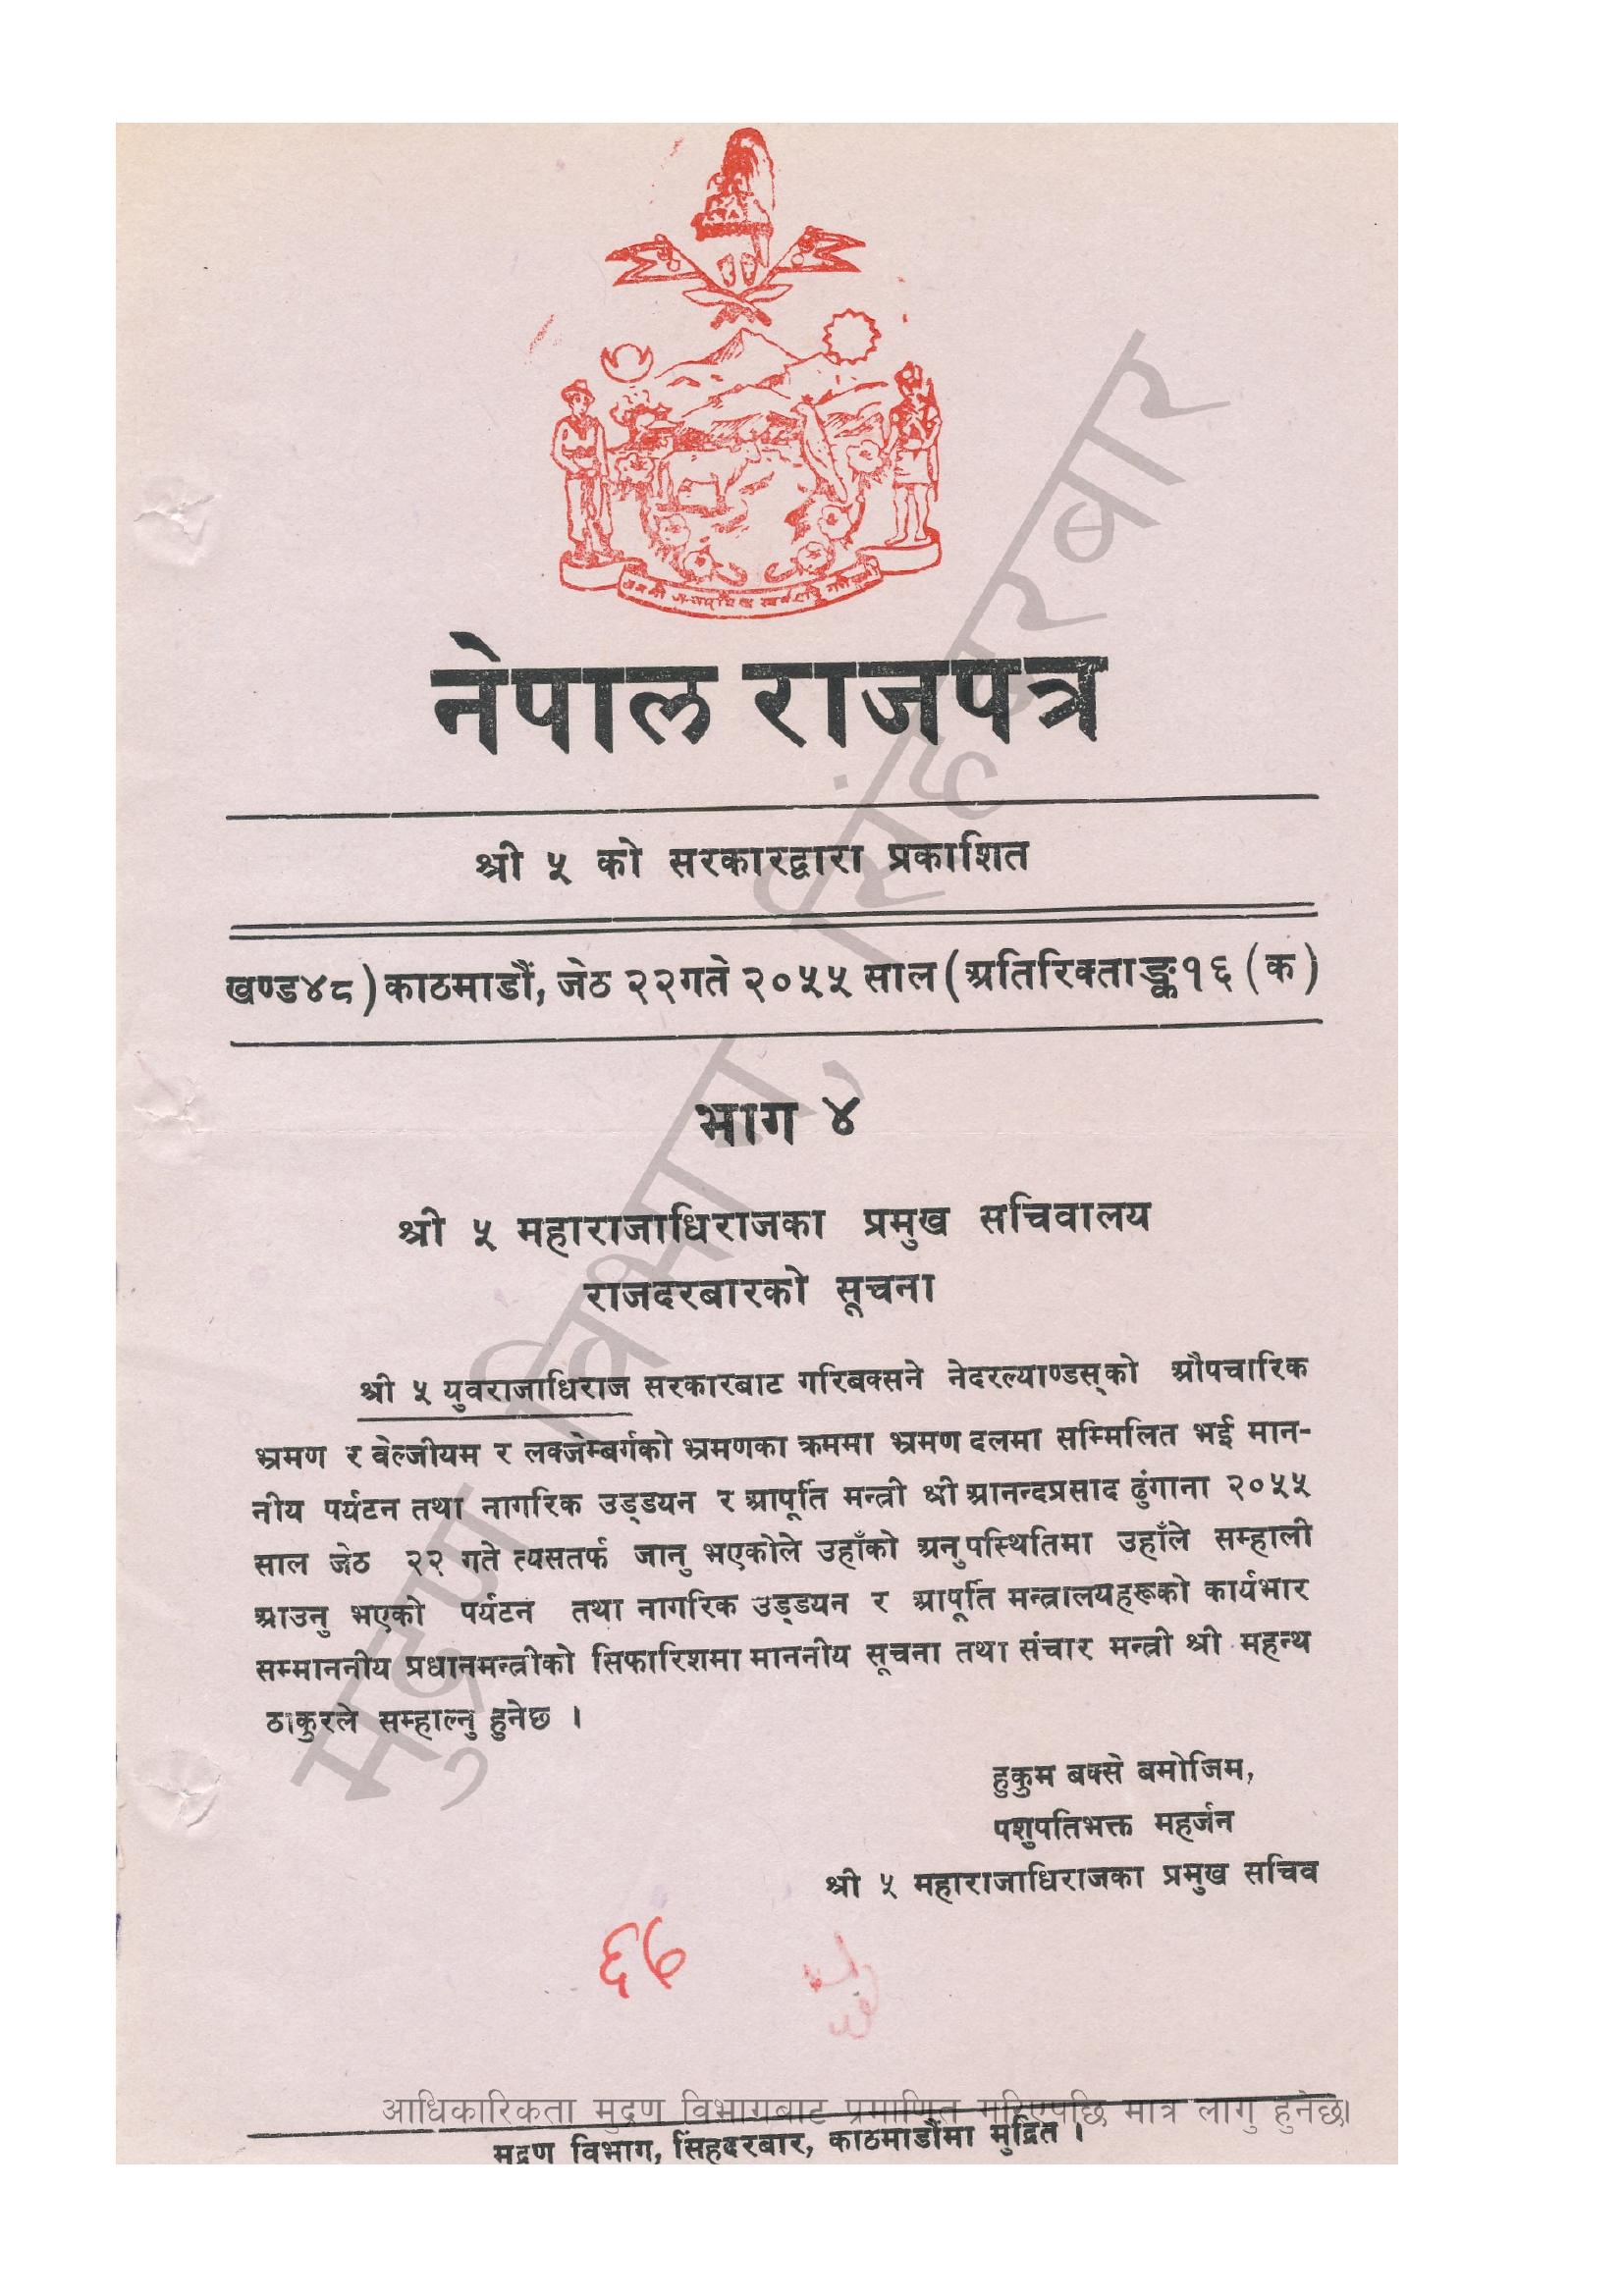 नेपाल राजपत्र
श्री ५ को सरकारद्वारा प्रकाशित
खण्ड४८) काठमाडौं, जेठ २२गते २०५५ साल (अतिरिक्ताङ्क१६ (क)
भाग ४
श्री ५ महाराजाधिराजका प्रमुख सचिवालय
राजदरबारको सूचना
श्री ५ युवराजाधिराज सरकारबाट गरिबक्सने नेदरल्याण्डस्को औपचारिक
भ्रमण र वेल्जीयम र लक्जेम्बर्गको भ्रमणका क्रममा भ्रमण दलमा सम्मिलित भई मान-
नीय पर्यटन तथा नागरिक उड्डयन र आपूर्ति मन्त्री श्री आनन्दप्रसाद ढुंगाना २०५५
साल जेठ २२ गते त्यसतर्फ जानु भएकोले उहाँको अनुपस्थितिमा उहाँले सम्हाली
आउनु भएको पर्यटन तथा नागरिक उड्डयन र आपूर्ति मन्त्रालयहरूको कार्यभार
सम्माननीय प्रधानमन्त्रीको सिफारिशमा माननीय सूचना तथा संचार मन्त्री श्री महन्थ
ठाकुरले सम्हाल्नु हुनेछ ।
हुकुम बक्से बमोजिम,
पशुपतिभक्त महर्जन
श्री ५ महाराजाधिराजका प्रमुख सचिव
६७
आधिकारिकता मुद्रण विभागबाट प्रमाणित गरिएपछि मात्र लागु हुनेछ।
मुद्रण विभाग, सिंहदरबार, काठमाडौंमा मुद्रित ।
मुद्रण विभाग, सिंहदरबार